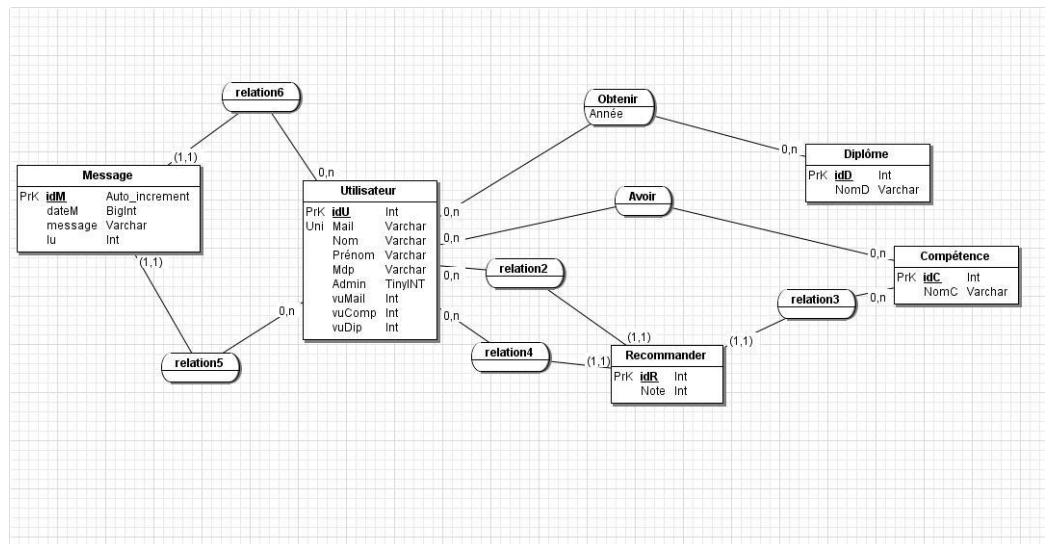 relation6
(1,1)
0,n
Message
PrK idM Auto_increment
dateM BigInt
message Varchar
lu Int
(1,1)
relation5
0,n
Utilisateur
PrK idU Int
Uni Mail Varchar
Nom Varchar
Prénom Varchar
Mdp Varchar
Admin TinyINT
vuMail Int
vuComp Int
vuDip Int
Obtenir
Année
0,n
0,n
Diplóme
PrK idD Int
NomD Varchar
Avoir
0,n
0,n
Compétence
PrK idC Int
NomC Varchar
relation2
0,n
(1,1)
relation3
0,n
(1,1)
relation4
0,n
(1,1)
Recommander
PrK idR Int
Note Int